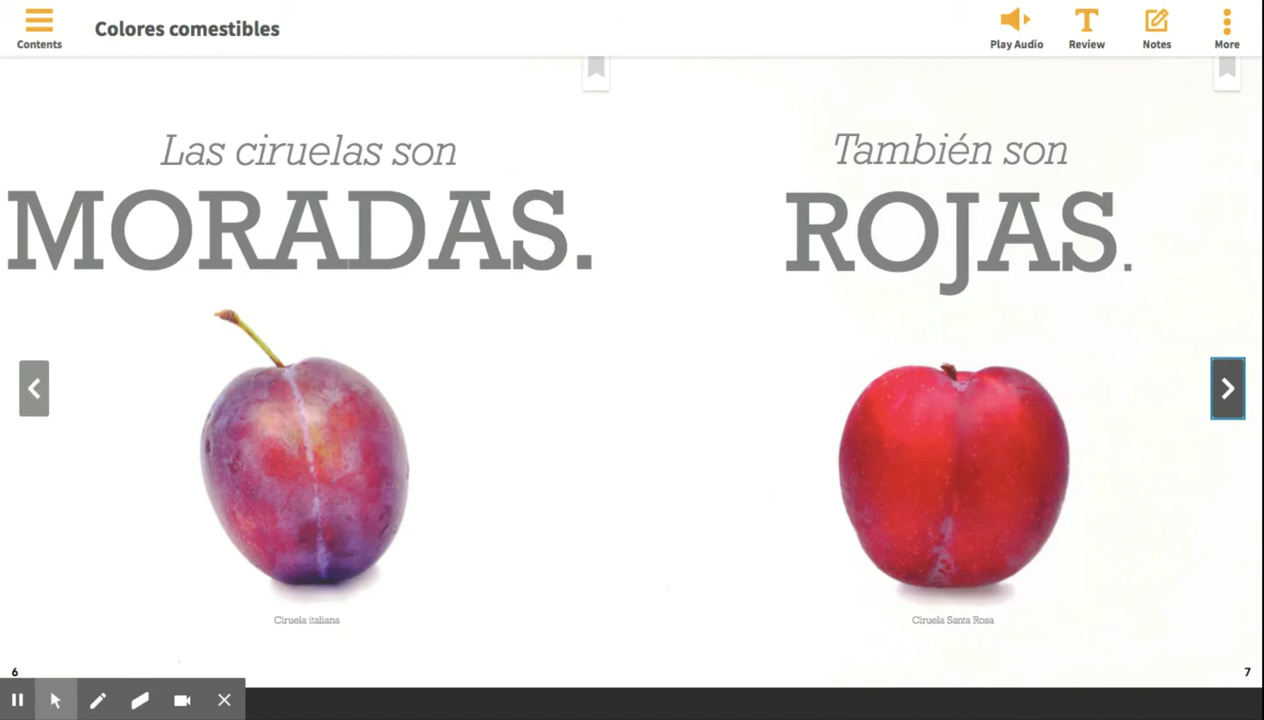 Contents
Colores comestibles
Play Audio
Review
Notes
More
Las ciruelas son
MORADAS.
Ciruela italiana
6
También son
ROJAS.
Ciruela Santa Rosa
7